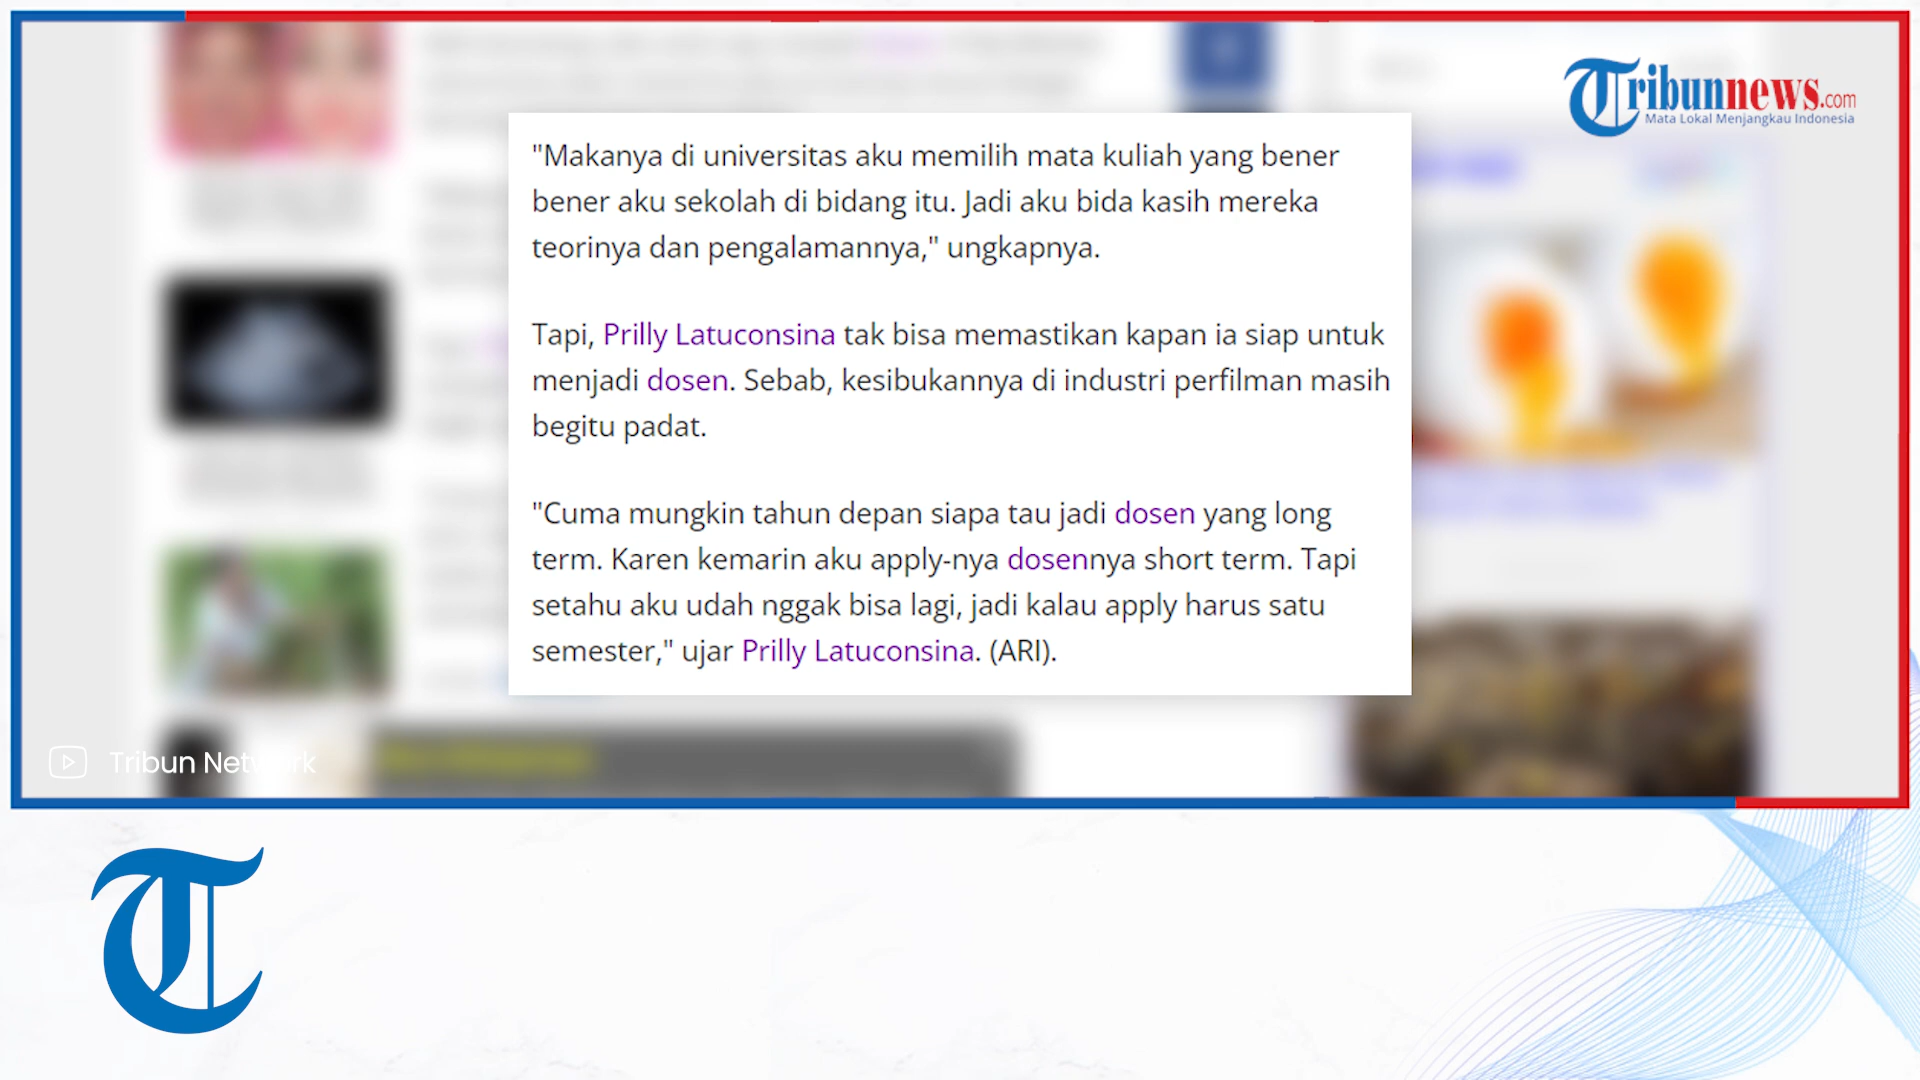 Tribunnews.com
Mata Lokal Menjangkau Indonesia
"Makanya di universitas aku memilih mata kuliah yang bener
bener aku sekolah di bidang itu. Jadi aku bida kasih mereka
teorinya dan pengalamannya," ungkapnya.
Tapi, Prilly Latuconsina tak bisa memastikan kapan ia siap untuk
menjadi dosen. Sebab, kesibukannya di industri perfilman masih
begitu padat.
"Cuma mungkin tahun depan siapa tau jadi dosen yang long
term. Karen kemarin aku apply-nya dosennya short term. Tapi
setahu aku udah nggak bisa lagi, jadi kalau apply harus satu
semester," ujar Prilly Latuconsina. (ARI).
Tribun Network
T